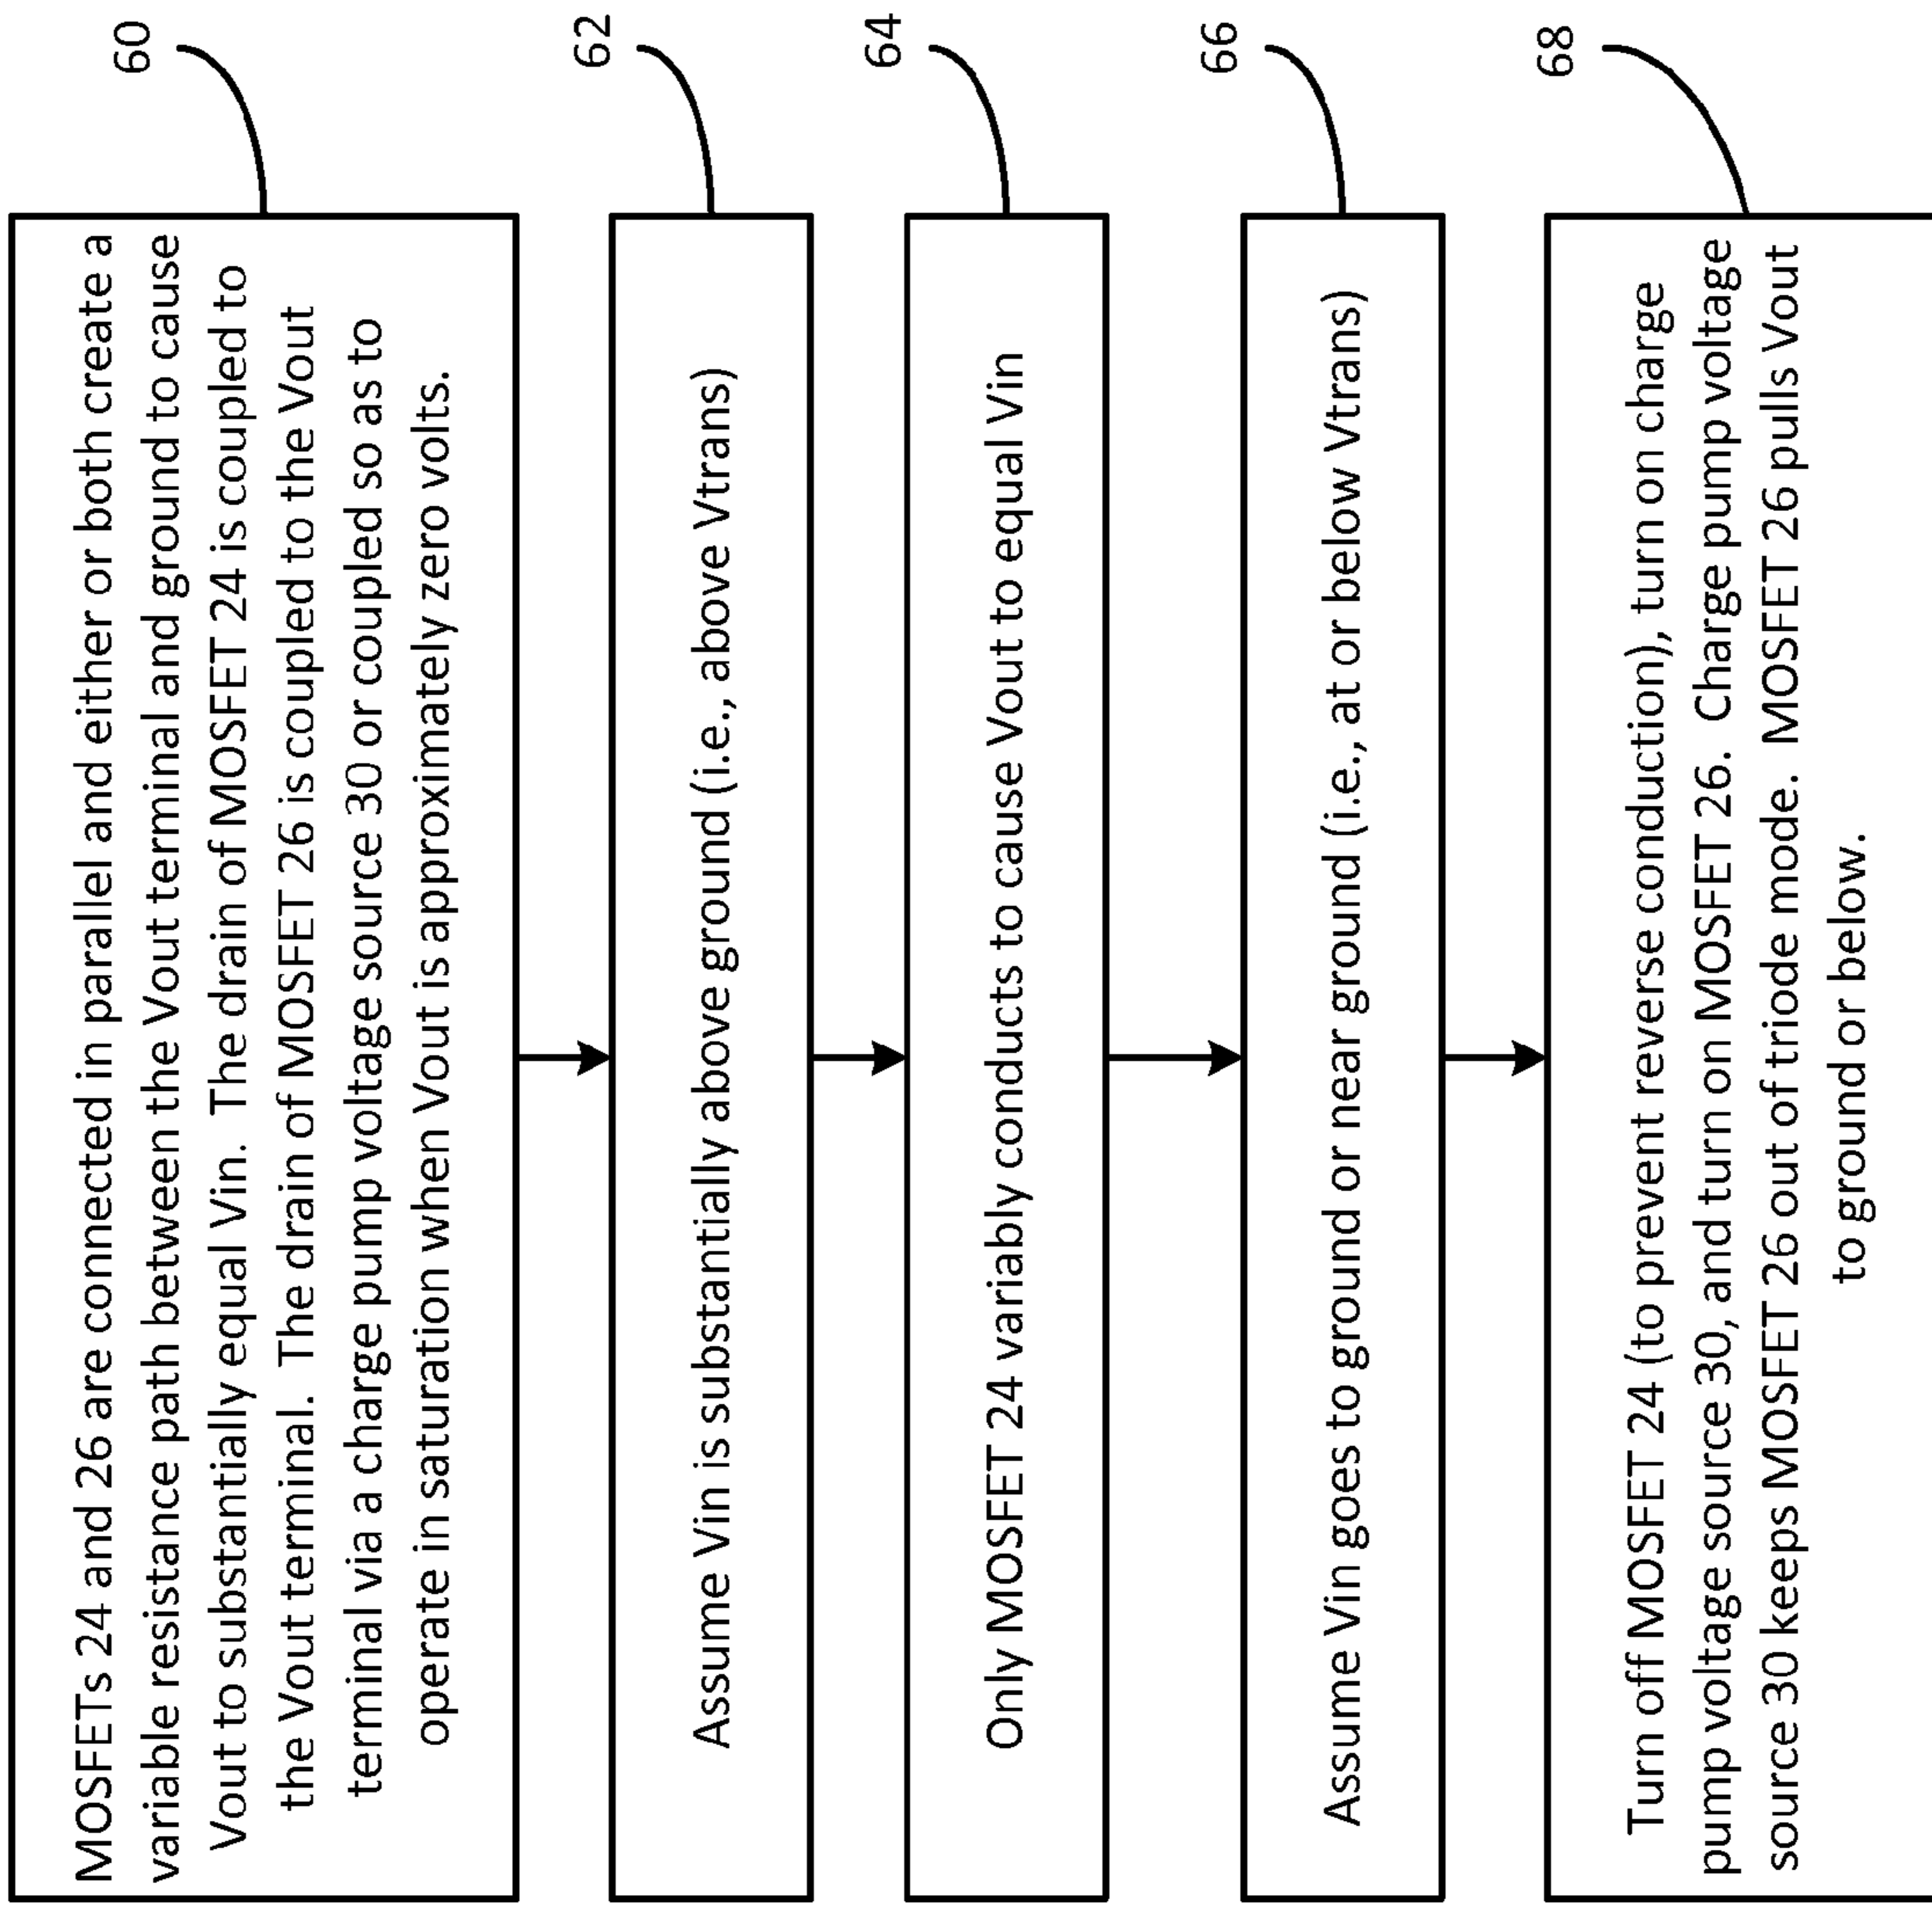 MOSFETs 24 and 26 are connected in parallel and either or both create a
variable resistance path between the Vout terminal and ground to cause
Vout to substantially equal Vin. The drain of MOSFET 24 is coupled to
the Vout terminal. The drain of MOSFET 26 is coupled to the Vout
terminal via a charge pump voltage source 30 or coupled so as to
operate in saturation when Vout is approximately zero volts.
60
Assume Vin is substantially above ground (i.e., above Vtrans)
62
Only MOSFET 24 variably conducts to cause Vout to equal Vin
64
Assume Vin goes to ground or near ground (i.e., at or below Vtrans)
66
Turn off MOSFET 24 (to prevent reverse conduction), turn on charge
pump voltage source 30, and turn on MOSFET 26. Charge pump voltage
source 30 keeps MOSFET 26 out of triode mode. MOSFET 26 pulls Vout
to ground or below.
68